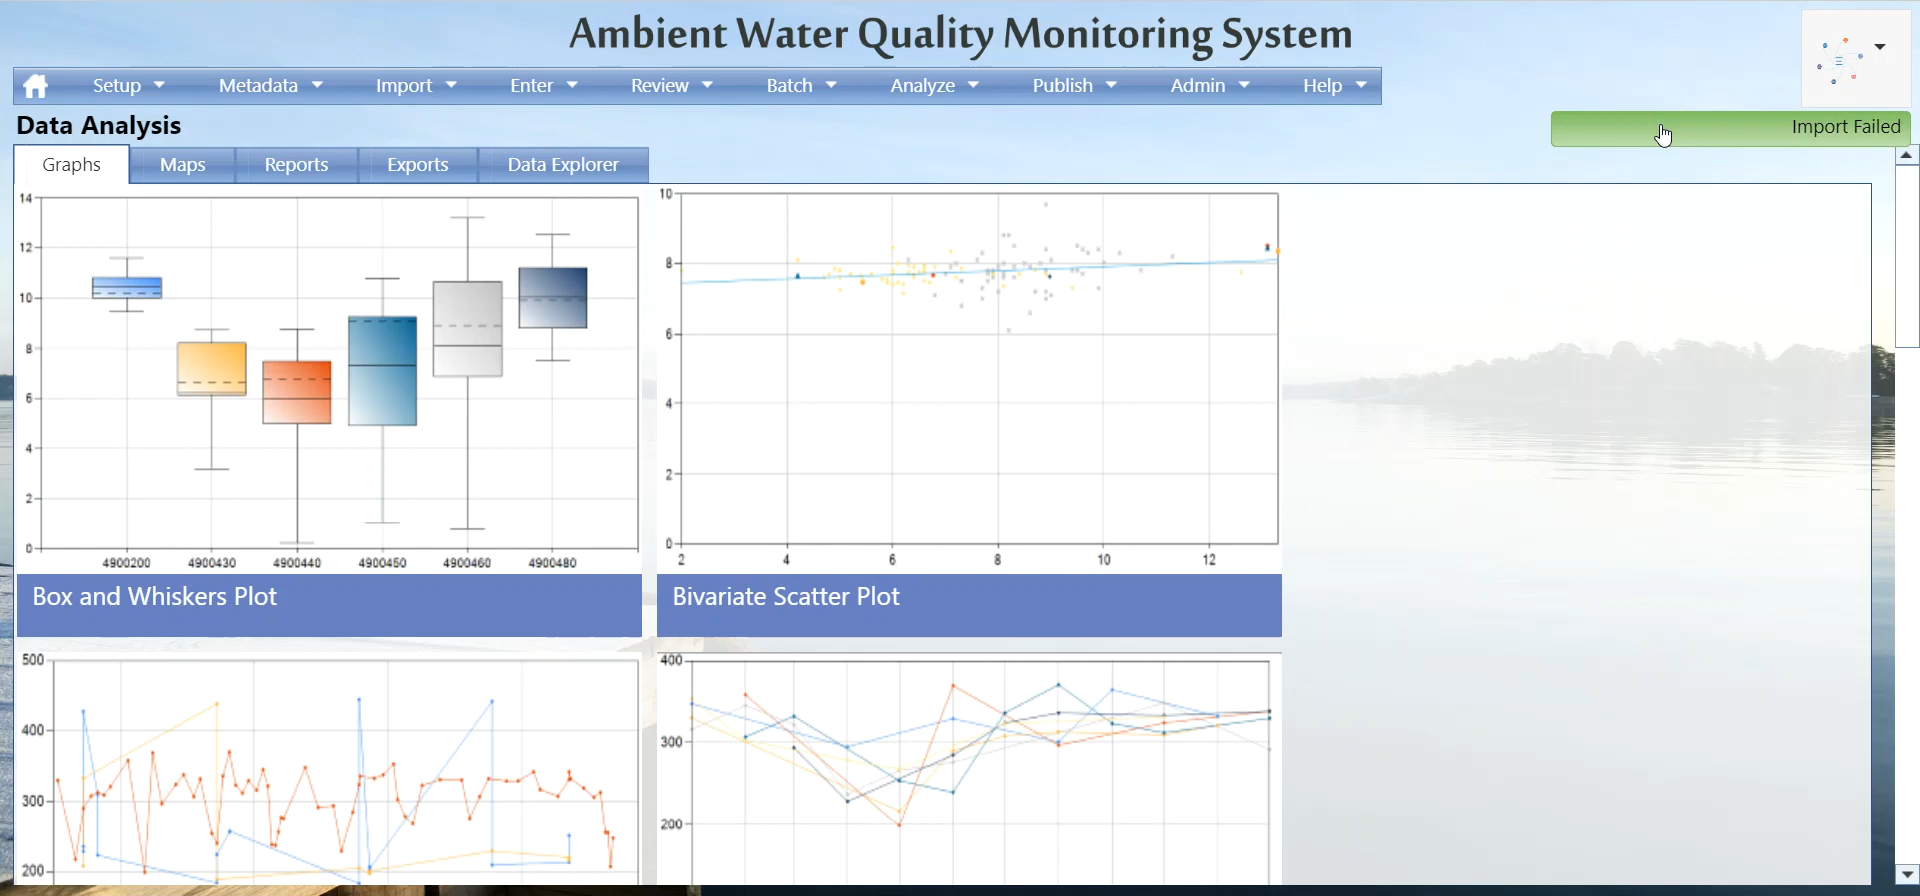 Ambient Water Quality Monitoring System
Setup Metadata Import Enter Review Batch Analyze Publish Admin Help
Data Analysis
Import Failed
Graphs Maps Reports Exports Data Explorer
14
12
10
8
6
4
2
0
4900200 4900430 4900440 4900450 4900460 4900480
Box and Whiskers Plot
10
8
6
4
2
0
2 4 6 8 10 12
Bivariate Scatter Plot
500
400
300
200
400
300
200